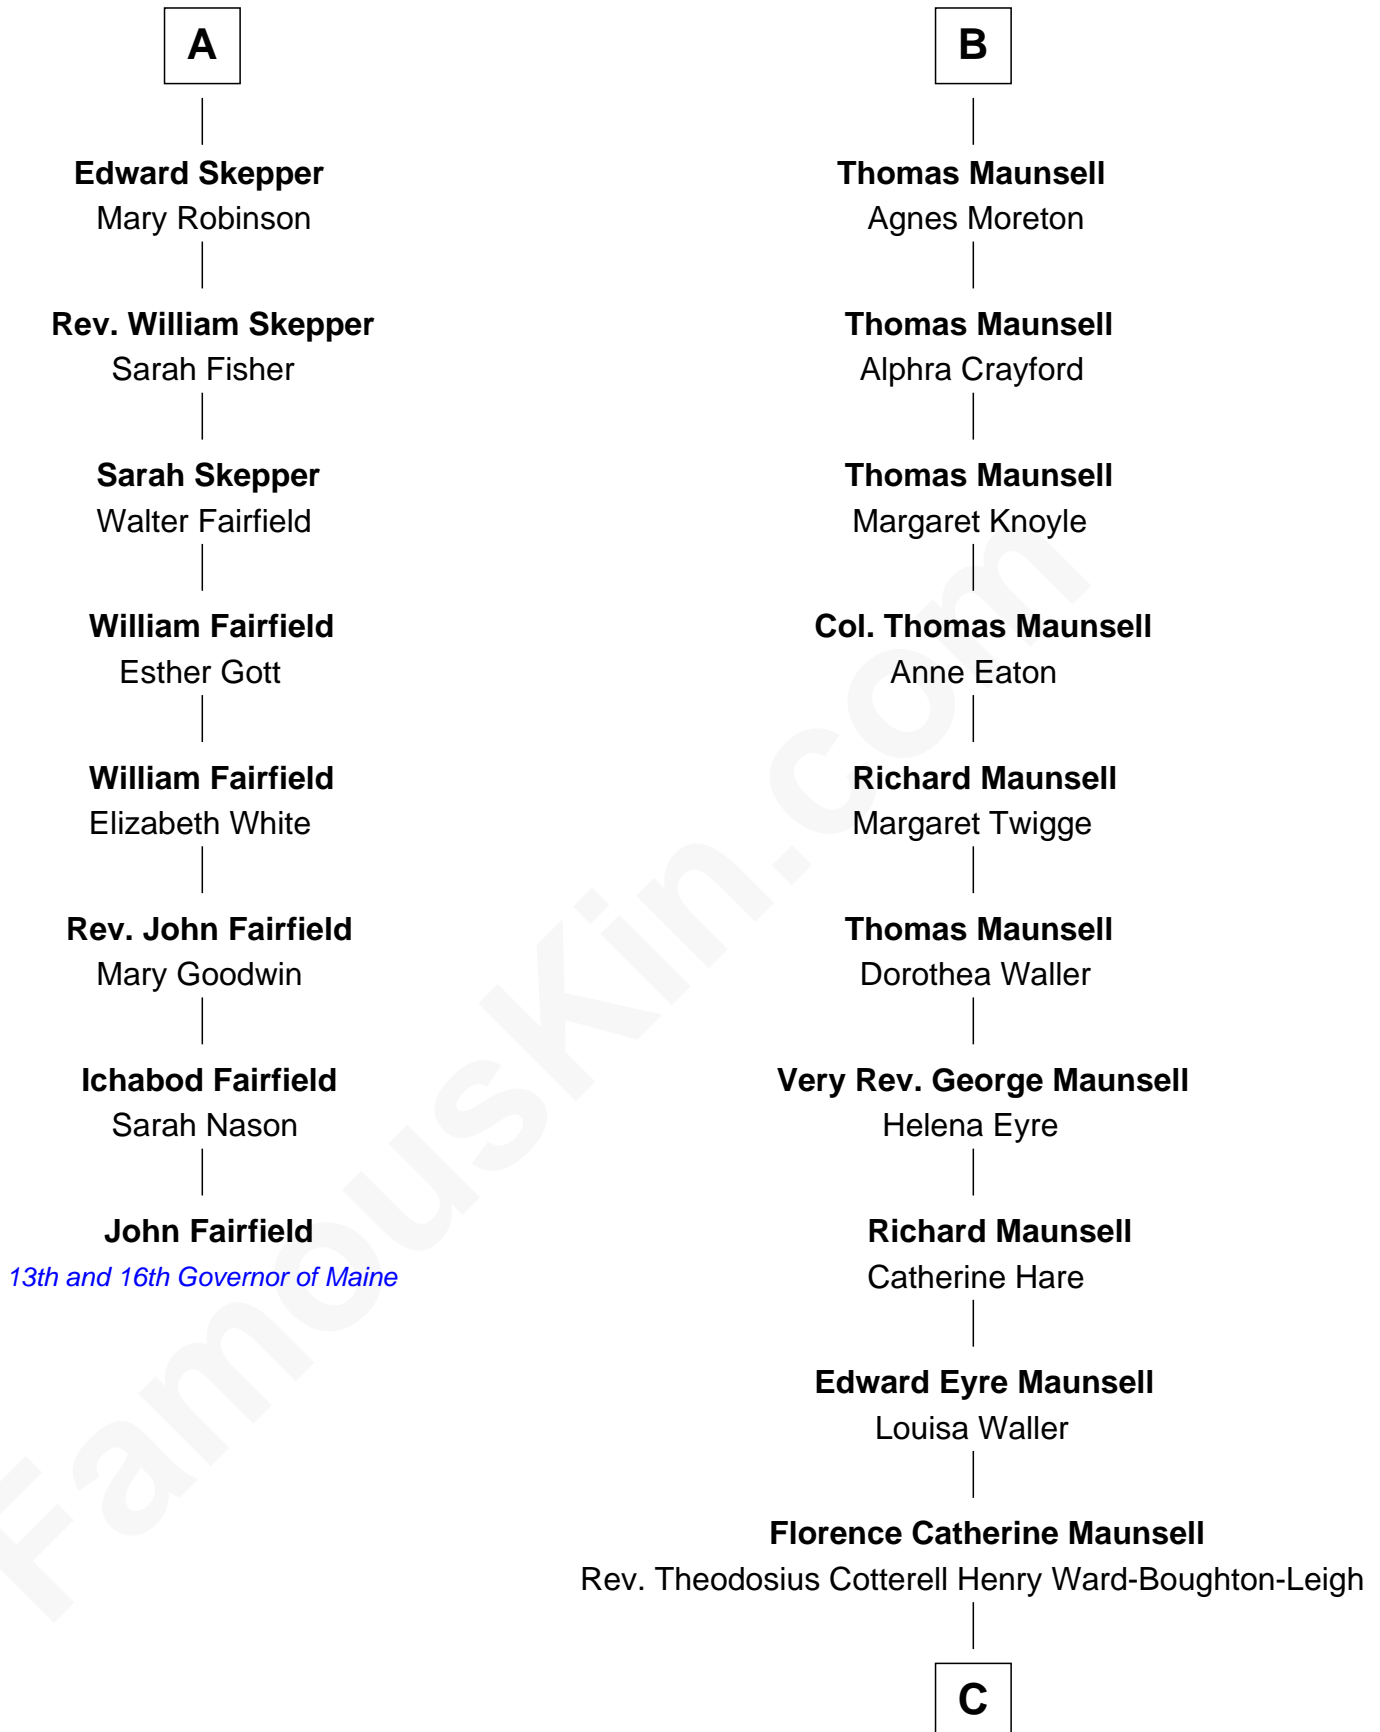 A
Edward Skepper
Mary Robinson
Rev. William Skepper
Sarah Fisher
Sarah Skepper
Walter Fairfield
William Fairfield
Esther Gott
William Fairfield
Elizabeth White
Rev. John Fairfield
Mary Goodwin
Ichabod Fairfield
Sarah Nason
John Fairfield
13th and 16th Governor of Maine
B
Thomas Maunsell
Agnes Moreton
Thomas Maunsell
Alphra Crayford
Thomas Maunsell
Margaret Knoyle
Col. Thomas Maunsell
Anne Eaton
Richard Maunsell
Margaret Twigge
Thomas Maunsell
Dorothea Waller
Very Rev. George Maunsell
Helena Eyre
Richard Maunsell
Catherine Hare
Edward Eyre Maunsell
Louisa Waller
Florence Catherine Maunsell
Rev. Theodosius Cotterell Henry Ward-Boughton-Leigh
C
FamousKin.com